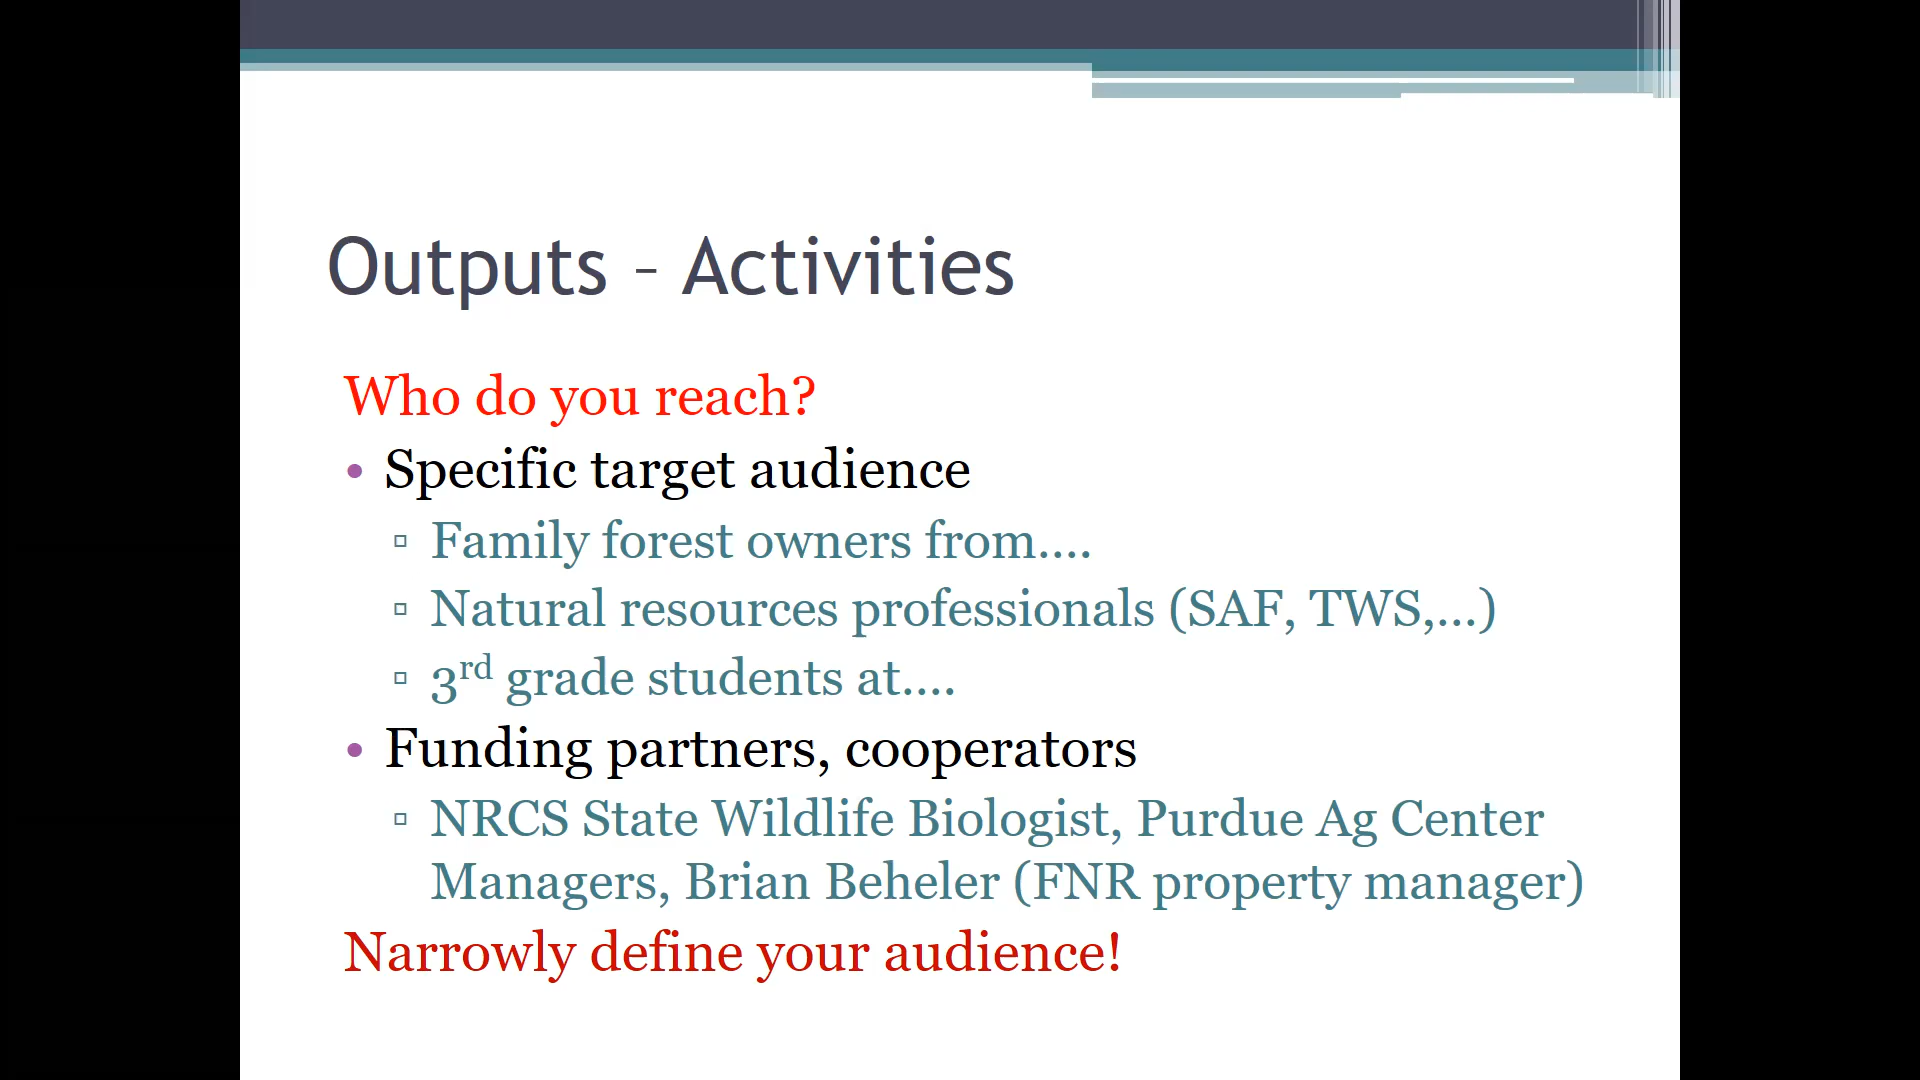 Outputs – Activities
Who do you reach?
• Specific target audience
▫ Family forest owners from....
▫ Natural resources professionals (SAF, TWS,...)
▫ 3rd grade students at....
• Funding partners, cooperators
▫ NRCS State Wildlife Biologist, Purdue Ag Center
Managers, Brian Beheler (FNR property manager)
Narrowly define your audience!